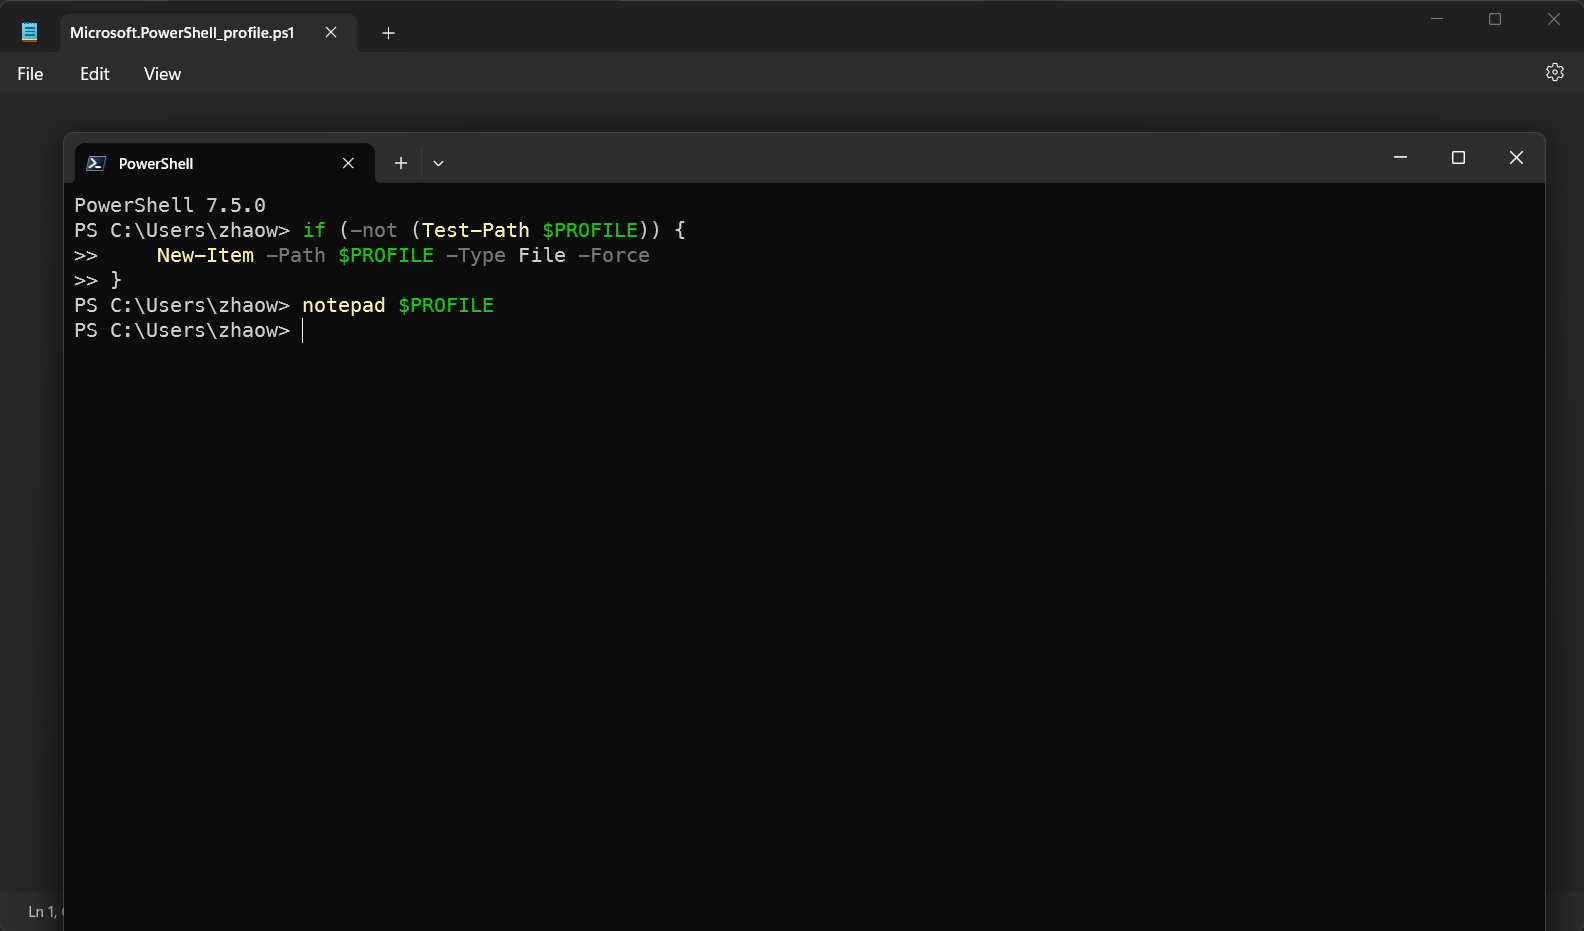 Microsoft.PowerShell_profile.ps1
File Edit View
PowerShell
PowerShell 7.5.0
PS C:\Users\zhaow> if (-not (Test-Path $PROFILE)) {
>>     New-Item -Path $PROFILE -Type File -Force
>> }
PS C:\Users\zhaow> notepad $PROFILE
PS C:\Users\zhaow>
Ln 1,